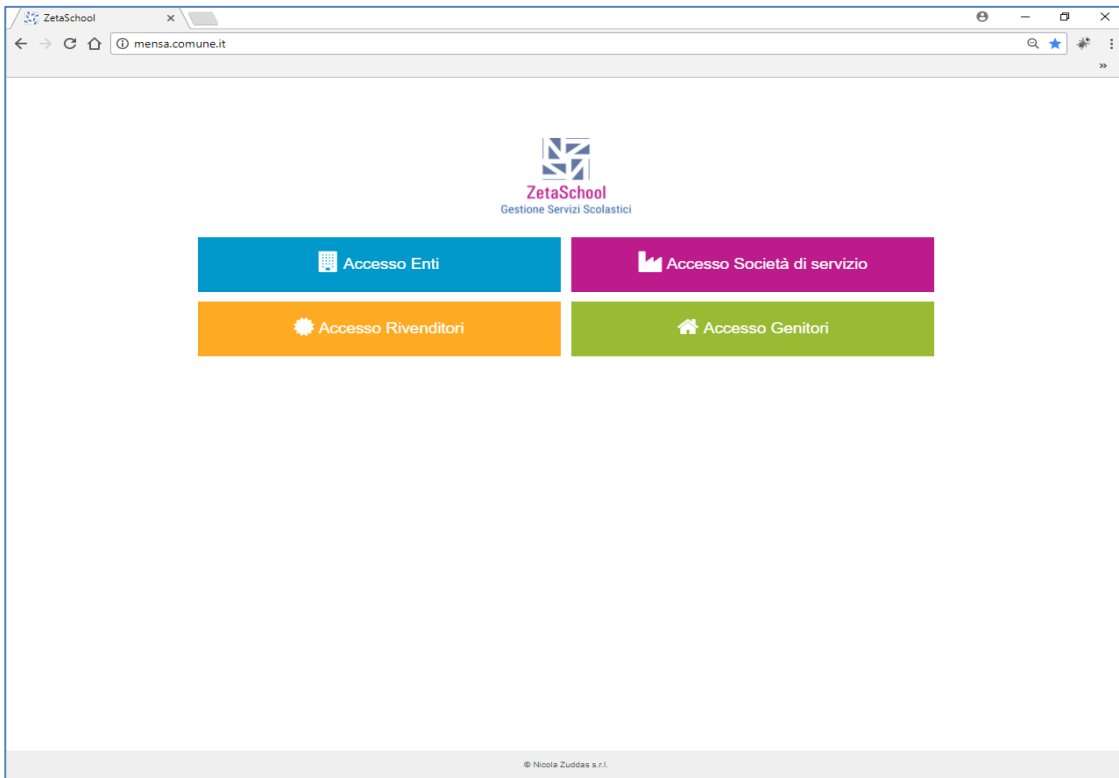 ZetaSchool
mensa.comune.it
ZetaSchool
Gestione Servizi Scolastici
Accesso Enti
Accesso Società di servizio
Accesso Rivenditori
Accesso Genitori
© Nicola Zuddas s.r.l.